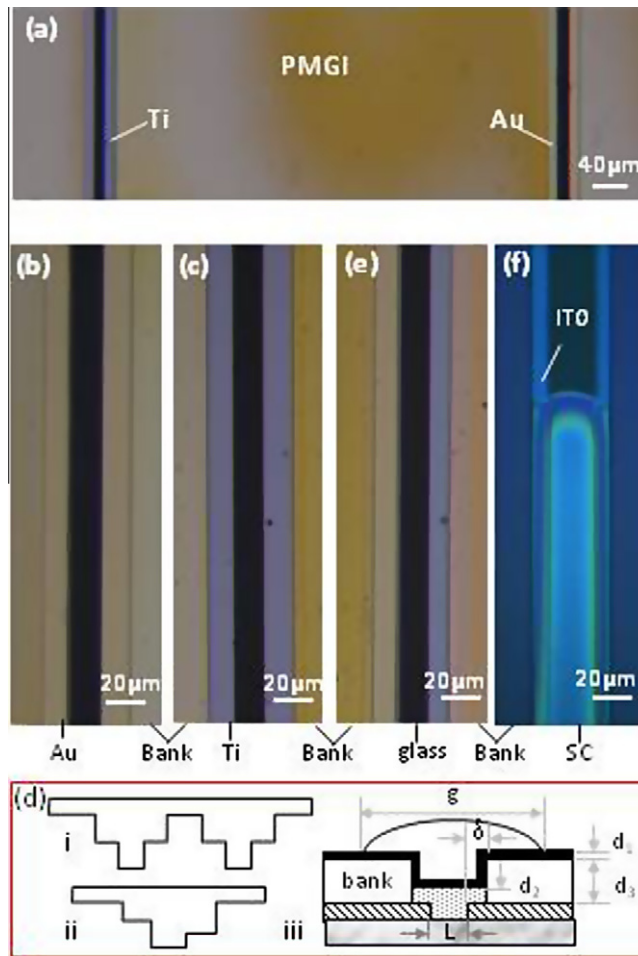 (a)
PMGI
Ti
Au
40μm
(b)
(c)
(e)
(f)
ITO
20μm
20μm
20μm
20μm
Au
Bank
Ti
Bank
glass
Bank
SC
(d)
g
δ
i
bank
d₂
d₃
ii
iii
L